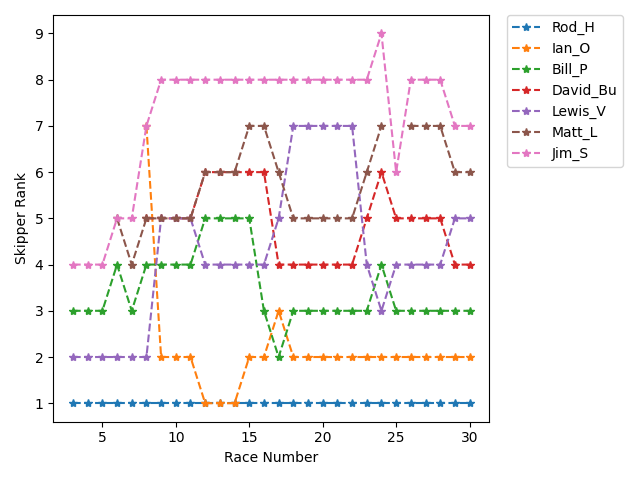 9
8
7
6
5
4
3
2
1
Skipper Rank
5 10 15 20 25 30
Race Number
Rod_H
Ian_O
Bill_P
David_Bu
Lewis_V
Matt_L
Jim_S